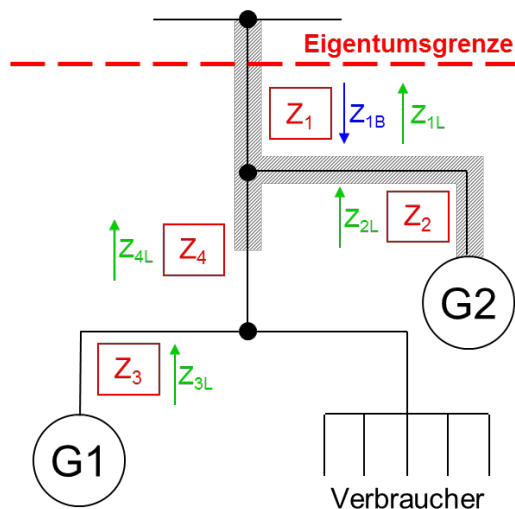 Eigentumsgrenze
Z₁ Z₁B Z₁L
Z₂L Z₂
Z₄L Z₄
G2
Z₃ Z₃L
G1
Verbraucher